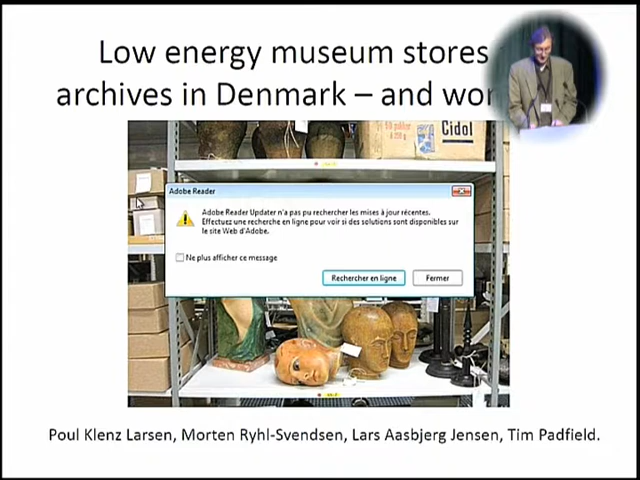 Low energy museum stores
archives in Denmark – and wor
Cidol
Adobe Reader
Adobe Reader Updater n'a pas pu rechercher les mises à jour récentes.
Effectuez une recherche en ligne pour voir si des solutions sont disponibles sur
le site Web d'Adobe.
Ne plus afficher ce message
Rechercher en ligne
Fermer
Poul Klenz Larsen, Morten Ryhl-Svendsen, Lars Aasbjerg Jensen, Tim Padfield.